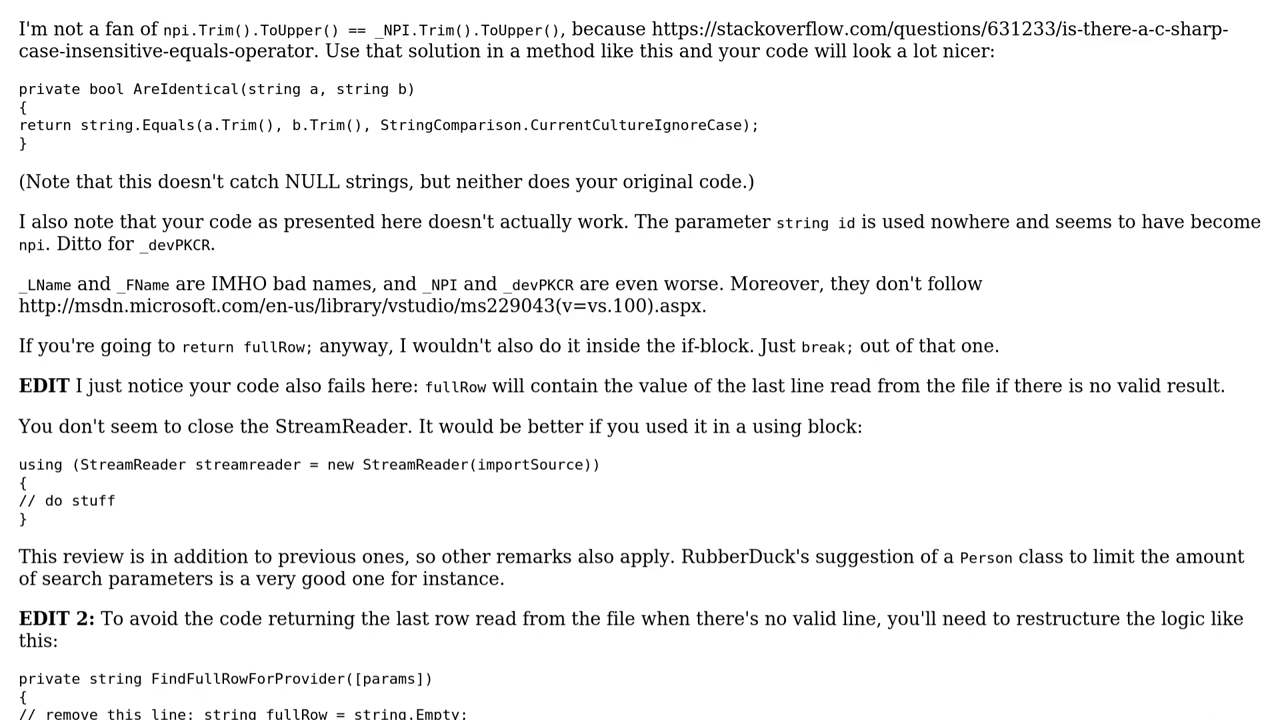 I'm not a fan of npi.Trim().ToUpper() == _NPI.Trim().ToUpper(), because https://stackoverflow.com/questions/631233/is-there-a-c-sharp-
case-insensitive-equals-operator. Use that solution in a method like this and your code will look a lot nicer:
private bool AreIdentical(string a, string b)
{
return string.Equals(a.Trim(), b.Trim(), StringComparison.CurrentCultureIgnoreCase);
}
(Note that this doesn't catch NULL strings, but neither does your original code.)
I also note that your code as presented here doesn't actually work. The parameter string id is used nowhere and seems to have become
npi. Ditto for _devPKCR.
_LName and _FName are IMHO bad names, and _NPI and _devPKCR are even worse. Moreover, they don't follow
http://msdn.microsoft.com/en-us/library/vstudio/ms229043(v=vs.100).aspx.
If you're going to return fullRow; anyway, I wouldn't also do it inside the if-block. Just break; out of that one.
EDIT I just notice your code also fails here: fullRow will contain the value of the last line read from the file if there is no valid result.
You don't seem to close the StreamReader. It would be better if you used it in a using block:
using (StreamReader streamreader = new StreamReader(importSource))
{
// do stuff
}
This review is in addition to previous ones, so other remarks also apply. RubberDuck's suggestion of a Person class to limit the amount
of search parameters is a very good one for instance.
EDIT 2: To avoid the code returning the last row read from the file when there's no valid line, you'll need to restructure the logic like
this:
private string FindFullRowForProvider([params])
{
// remove this line: string fullRow = string.Empty;